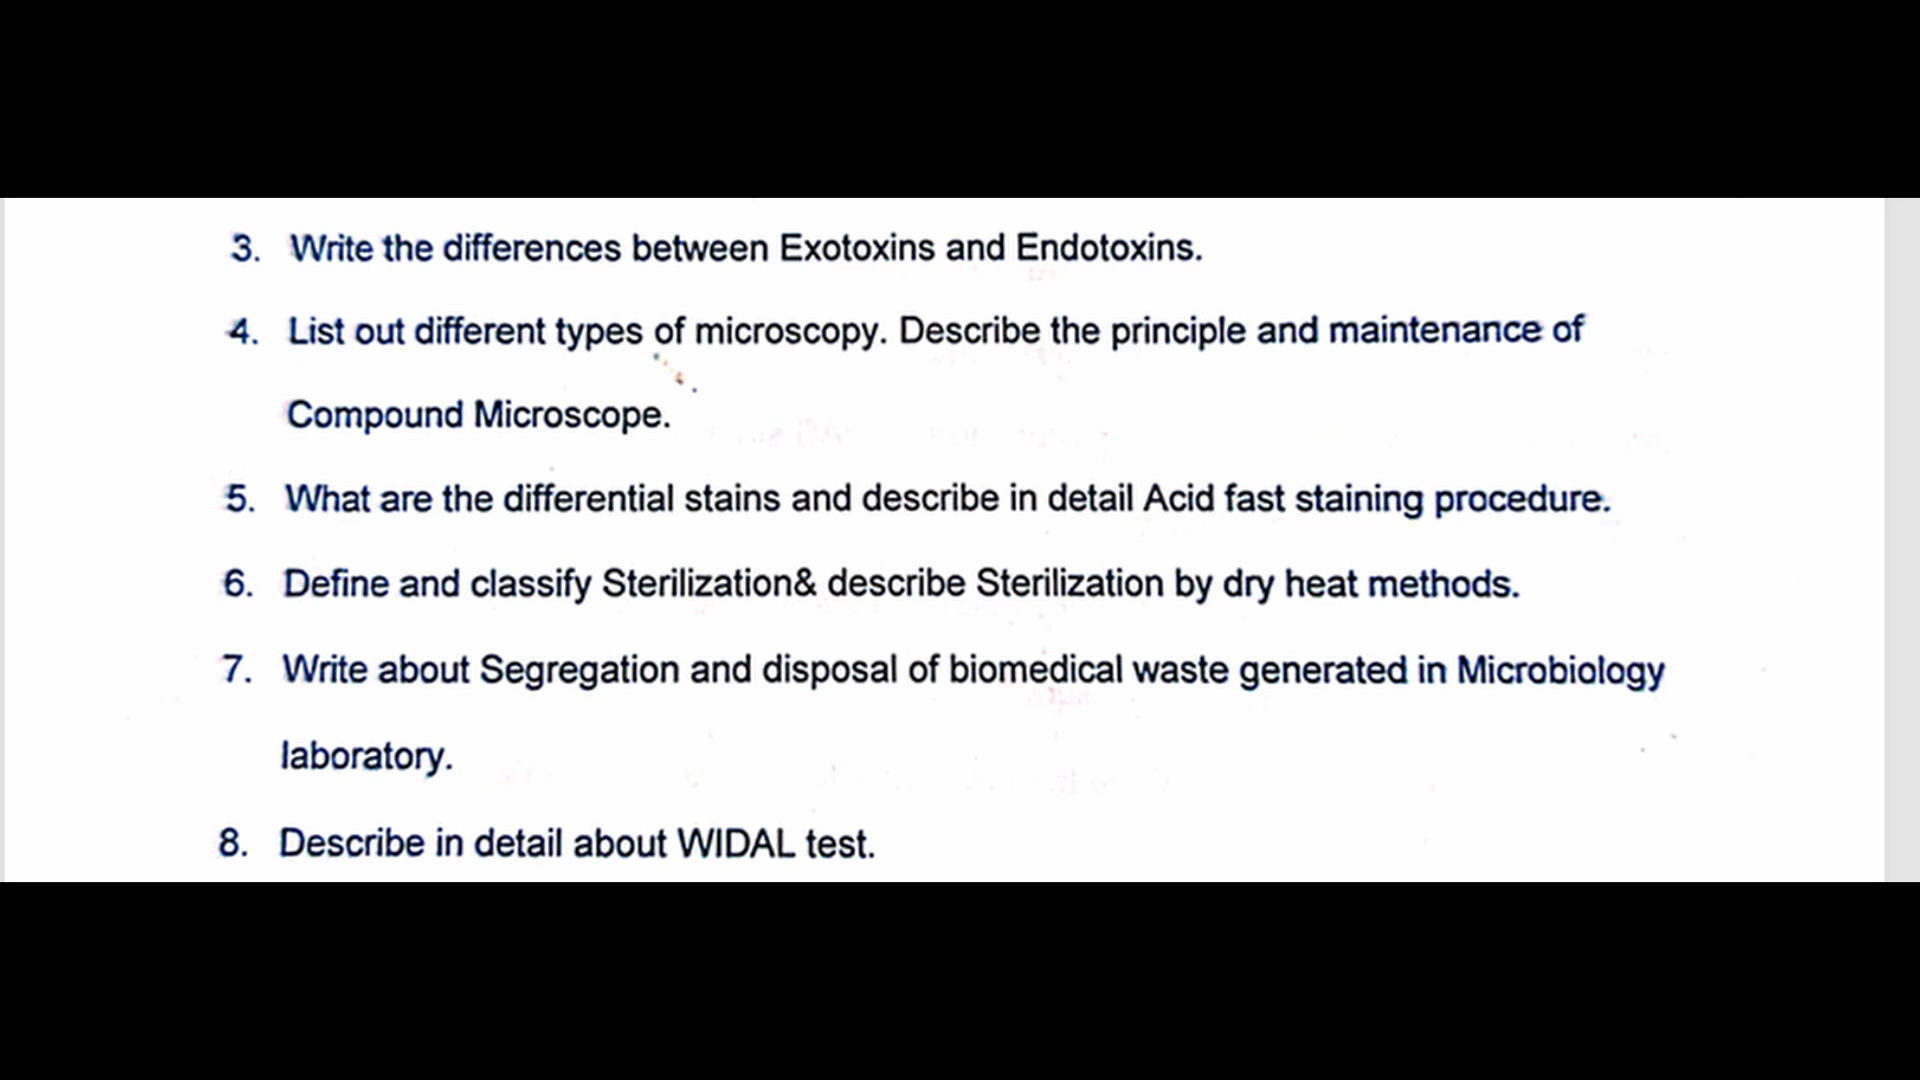 3. Write the differences between Exotoxins and Endotoxins.
4. List out different types of microscopy. Describe the principle and maintenance of
Compound Microscope.
5. What are the differential stains and describe in detail Acid fast staining procedure.
6. Define and classify Sterilization& describe Sterilization by dry heat methods.
7. Write about Segregation and disposal of biomedical waste generated in Microbiology
laboratory.
8. Describe in detail about WIDAL test.